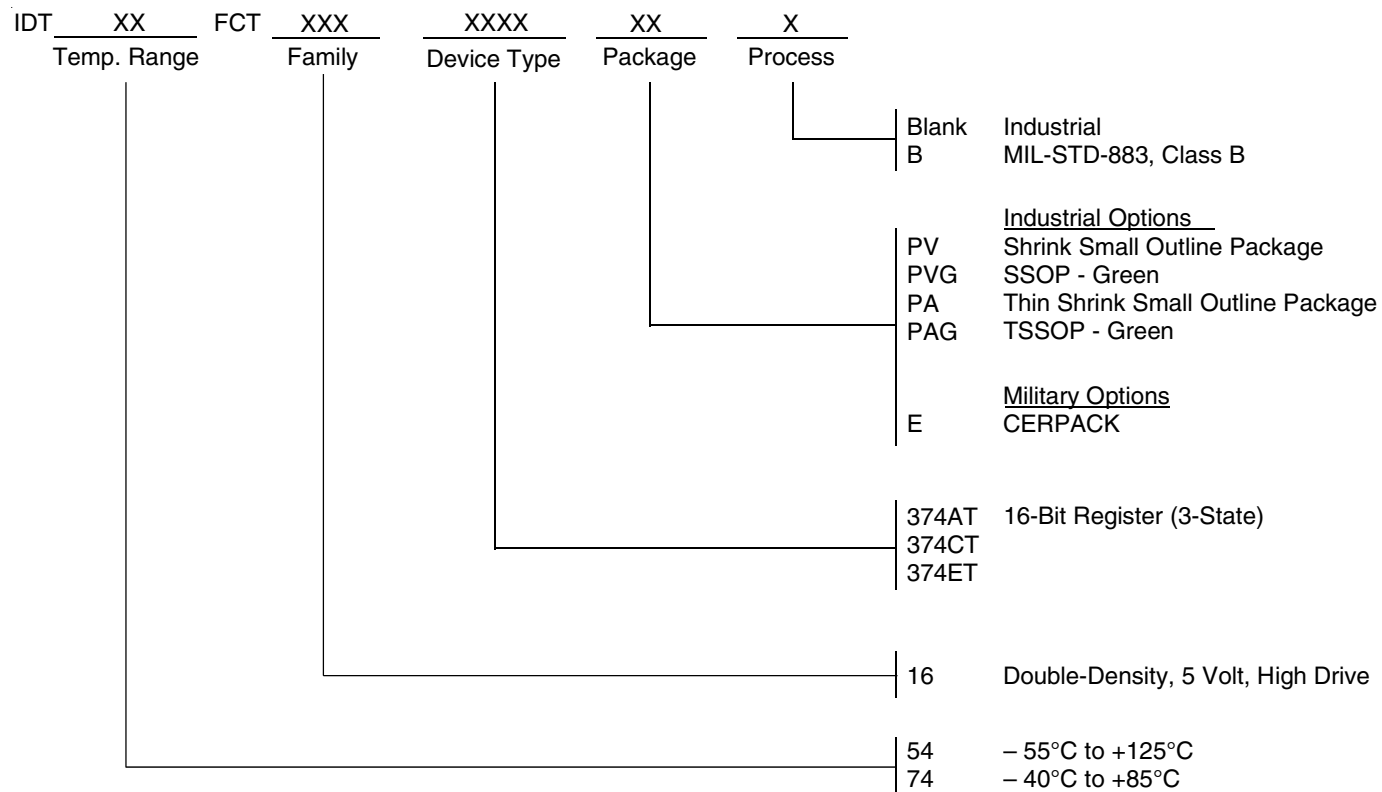 IDT XX FCT XXX XXXX XX X
Temp. Range Family Device Type Package Process
Blank Industrial
B MIL-STD-883, Class B
Industrial Options
PV Shrink Small Outline Package
PVG SSOP - Green
PA Thin Shrink Small Outline Package
PAG TSSOP - Green
Military Options
E CERPACK
374AT 16-Bit Register (3-State)
374CT
374ET
16 Double-Density, 5 Volt, High Drive
54 – 55°C to +125°C
74 – 40°C to +85°C